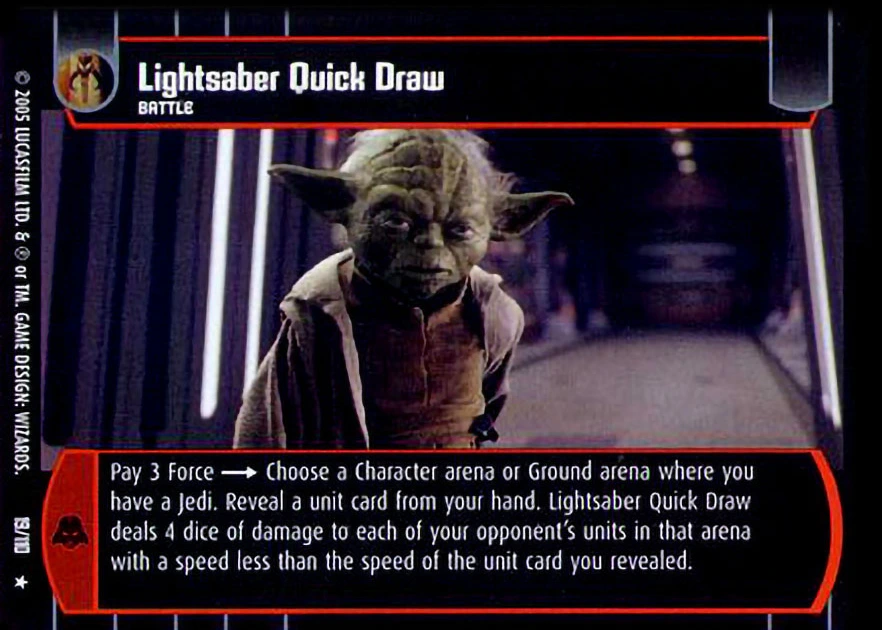 Lightsaber Quick Draw
BATTLE
Pay 3 Force → Choose a Character arena or Ground arena where you
have a Jedi. Reveal a unit card from your hand. Lightsaber Quick Draw
deals 4 dice of damage to each of your opponent's units in that arena
with a speed less than the speed of the unit card you revealed.
© 2005 LUCASFILM LTD. & ® or TM. GAME DESIGN: WIZARDS.